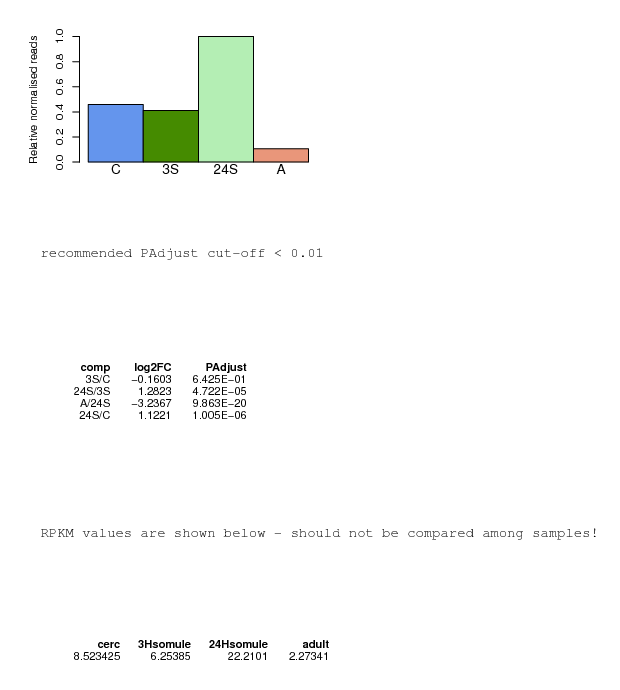 Relative normalised reads
1.0
0.8
0.6
0.4
0.2
0.0
C 3S 24S A
recommended PAdjust cut-off < 0.01
comp log2FC PAdjust
3S/C −0.1603 6.425E−01
24S/3S 1.2823 4.722E−05
A/24S −3.2367 9.863E−20
24S/C 1.1221 1.005E−06
RPKM values are shown below - should not be compared among samples!
cerc 3Hsomule 24Hsomule adult
8.523425 6.25385 22.2101 2.27341